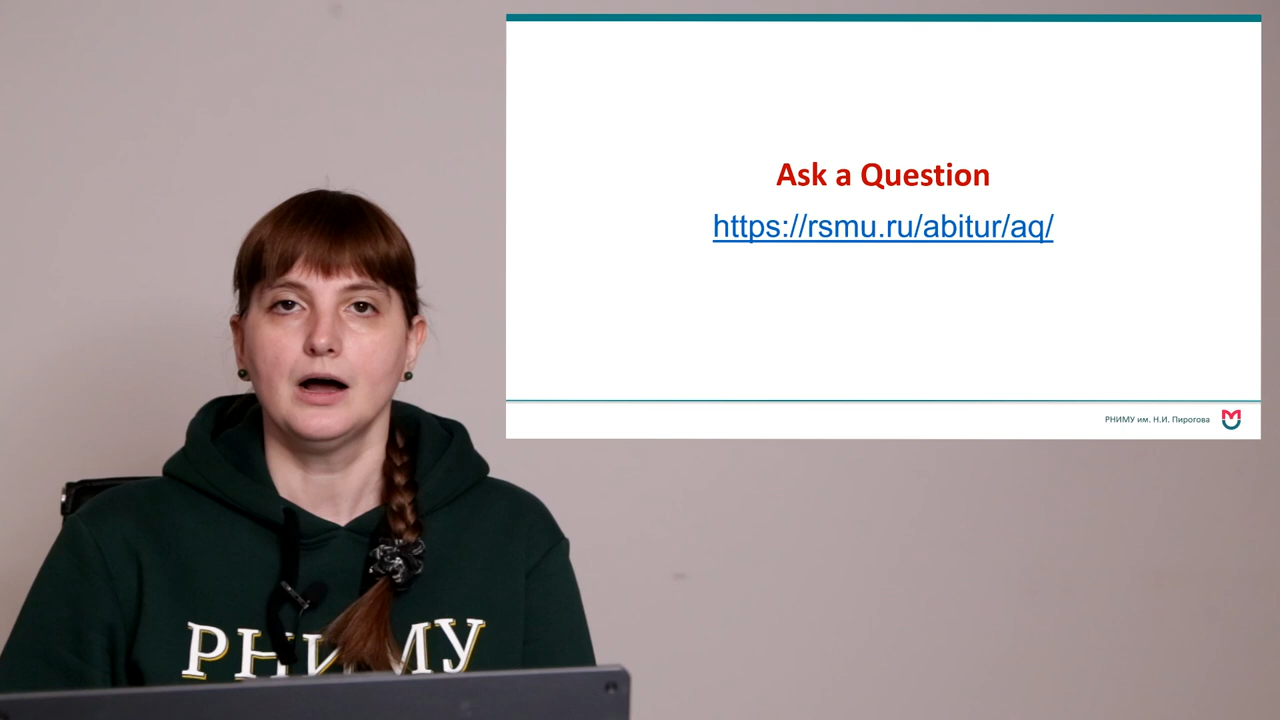 Ask a Question
https://rsmu.ru/abitur/aq/
РНИМУ им. Н.И. Пирогова
РНИМУ